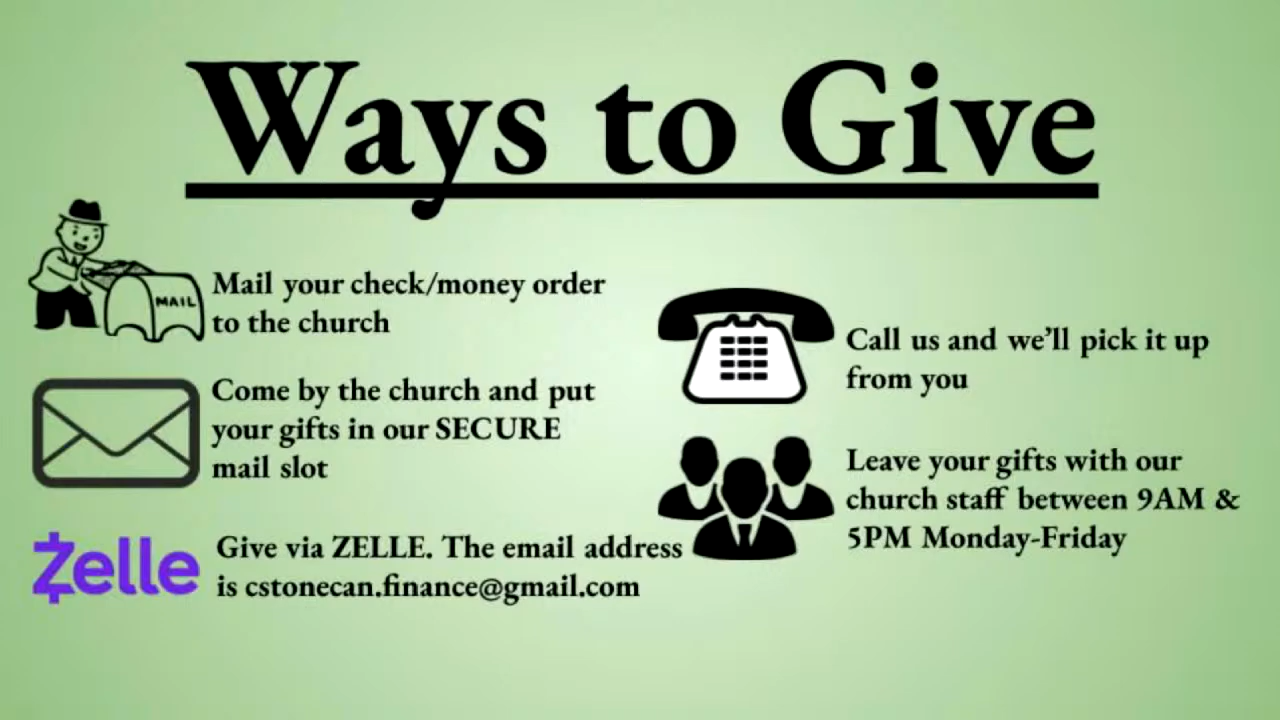 Ways to Give
MAIL
Mail your check/money order
to the church
Come by the church and put
your gifts in our SECURE
mail slot
Zelle
Give via ZELLE. The email address
is cstonecan.finance@gmail.com
Call us and we’ll pick it up
from you
Leave your gifts with our
church staff between 9AM &
5PM Monday-Friday